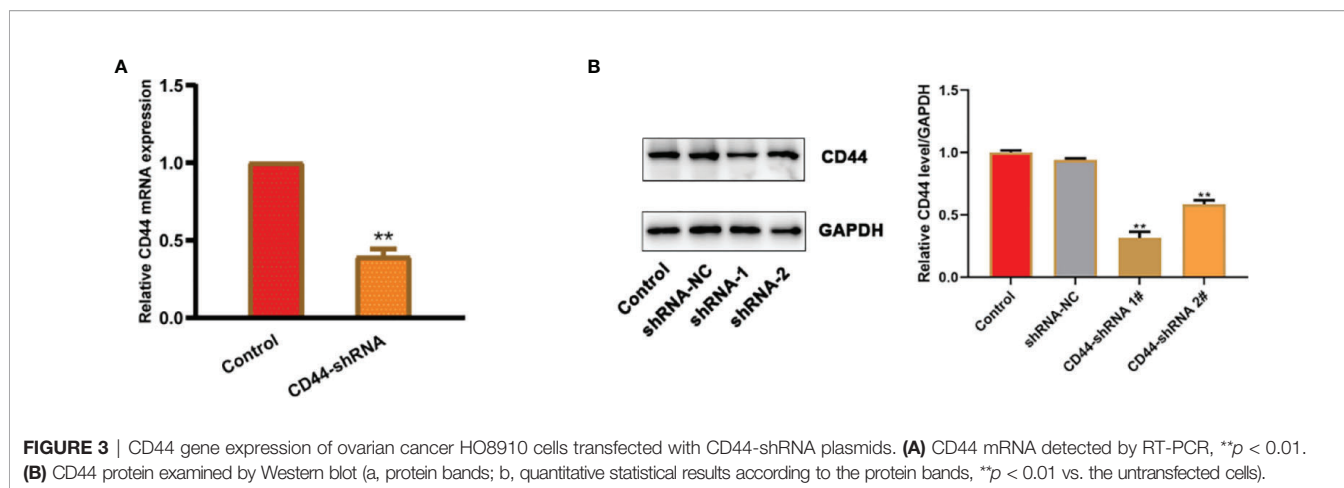 A
Relative CD44 mRNA expression
1.5
1.0
0.5
0.0
**
Control
CD44-shRNA
B
CD44
GAPDH
Control
shRNA-NC
shRNA-1
shRNA-2
Relative CD44 level/GAPDH
1.5
1.0
0.5
0.0
**
**
Control
shRNA-NC
CD44-shRNA 1#
CD44-shRNA 2#
FIGURE 3 | CD44 gene expression of ovarian cancer HO8910 cells transfected with CD44-shRNA plasmids. (A) CD44 mRNA detected by RT-PCR, **p < 0.01.
(B) CD44 protein examined by Western blot (a, protein bands; b, quantitative statistical results according to the protein bands, **p < 0.01 vs. the untransfected cells).